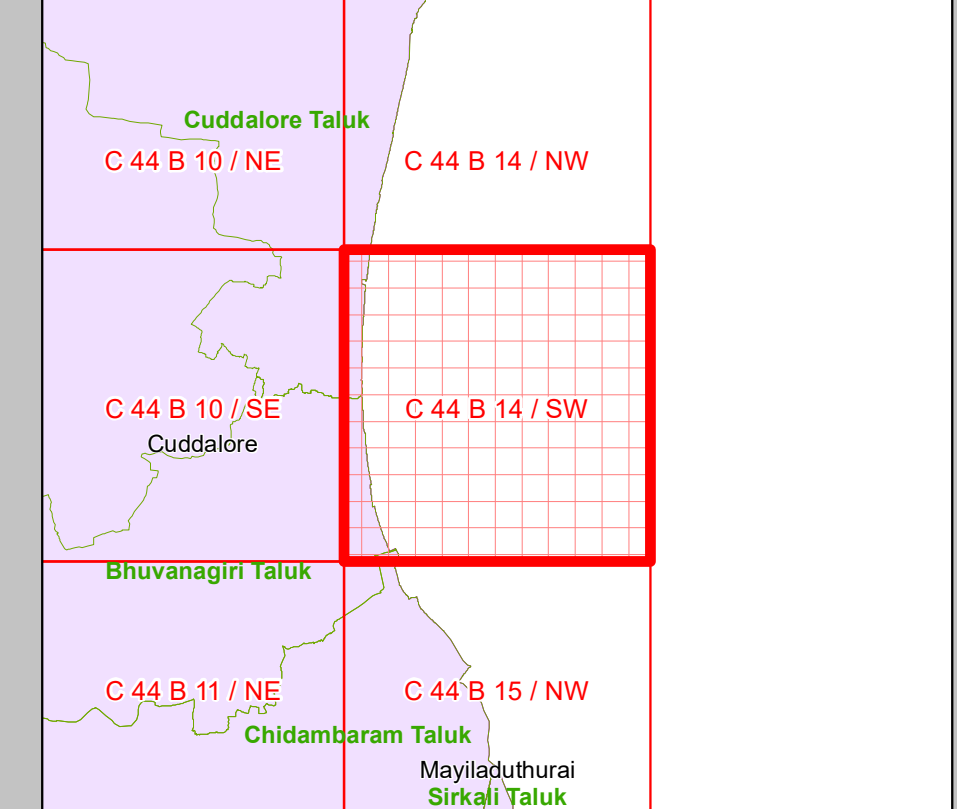 Cuddalore Taluk
C 44 B 10 / NE
C 44 B 14 / NW
C 44 B 10 / SE
C 44 B 14 / SW
Cuddalore
Bhuvanagiri Taluk
C 44 B 11 / NE
C 44 B 15 / NW
Chidambaram Taluk
Mayiladuthurai
Sirkali Taluk